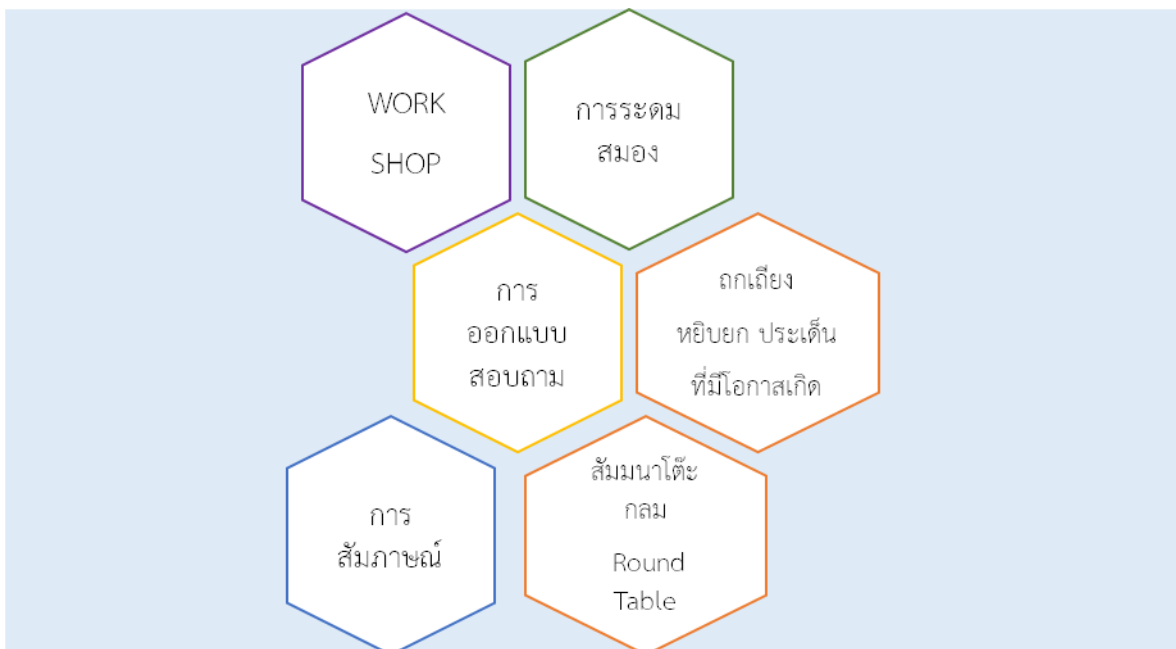 WORK
SHOP
การระดม
สมอง
การ
ออกแบบ
สอบถาม
ถกเถียง
หยิบยก ประเด็น
ที่มีโอกาสเกิด
การ
สัมภาษณ์
สัมมนาโต๊ะ
กลม
Round
Table